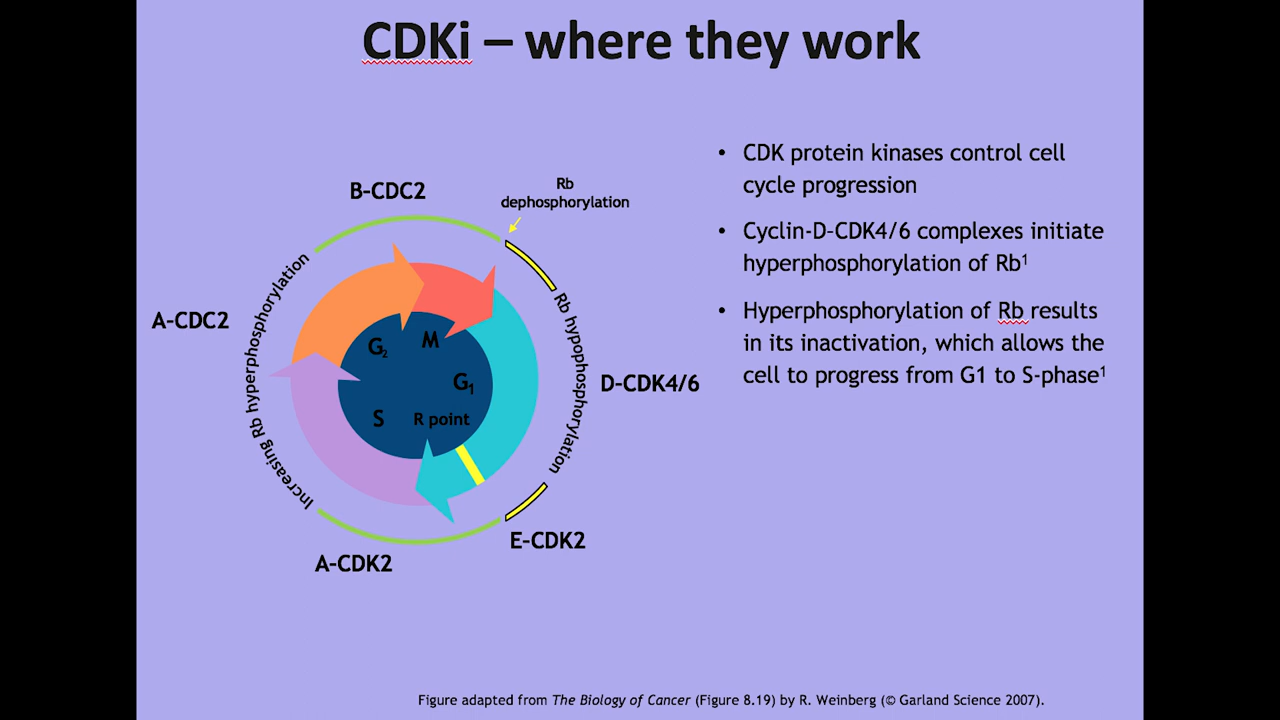 CDKi – where they work
• CDK protein kinases control cell
cycle progression
• Cyclin-D-CDK4/6 complexes initiate
hyperphosphorylation of Rb¹
• Hyperphosphorylation of Rb results
in its inactivation, which allows the
cell to progress from G1 to S-phase¹
B-CDC2
Rb
dephosphorylation
A-CDC2
Increasing Rb hyperphosphorylation
Rb hypophosphorylation
D-CDK4/6
G₂
M
G₁
S
R point
E-CDK2
A-CDK2
Figure adapted from The Biology of Cancer (Figure 8.19) by R. Weinberg (© Garland Science 2007).